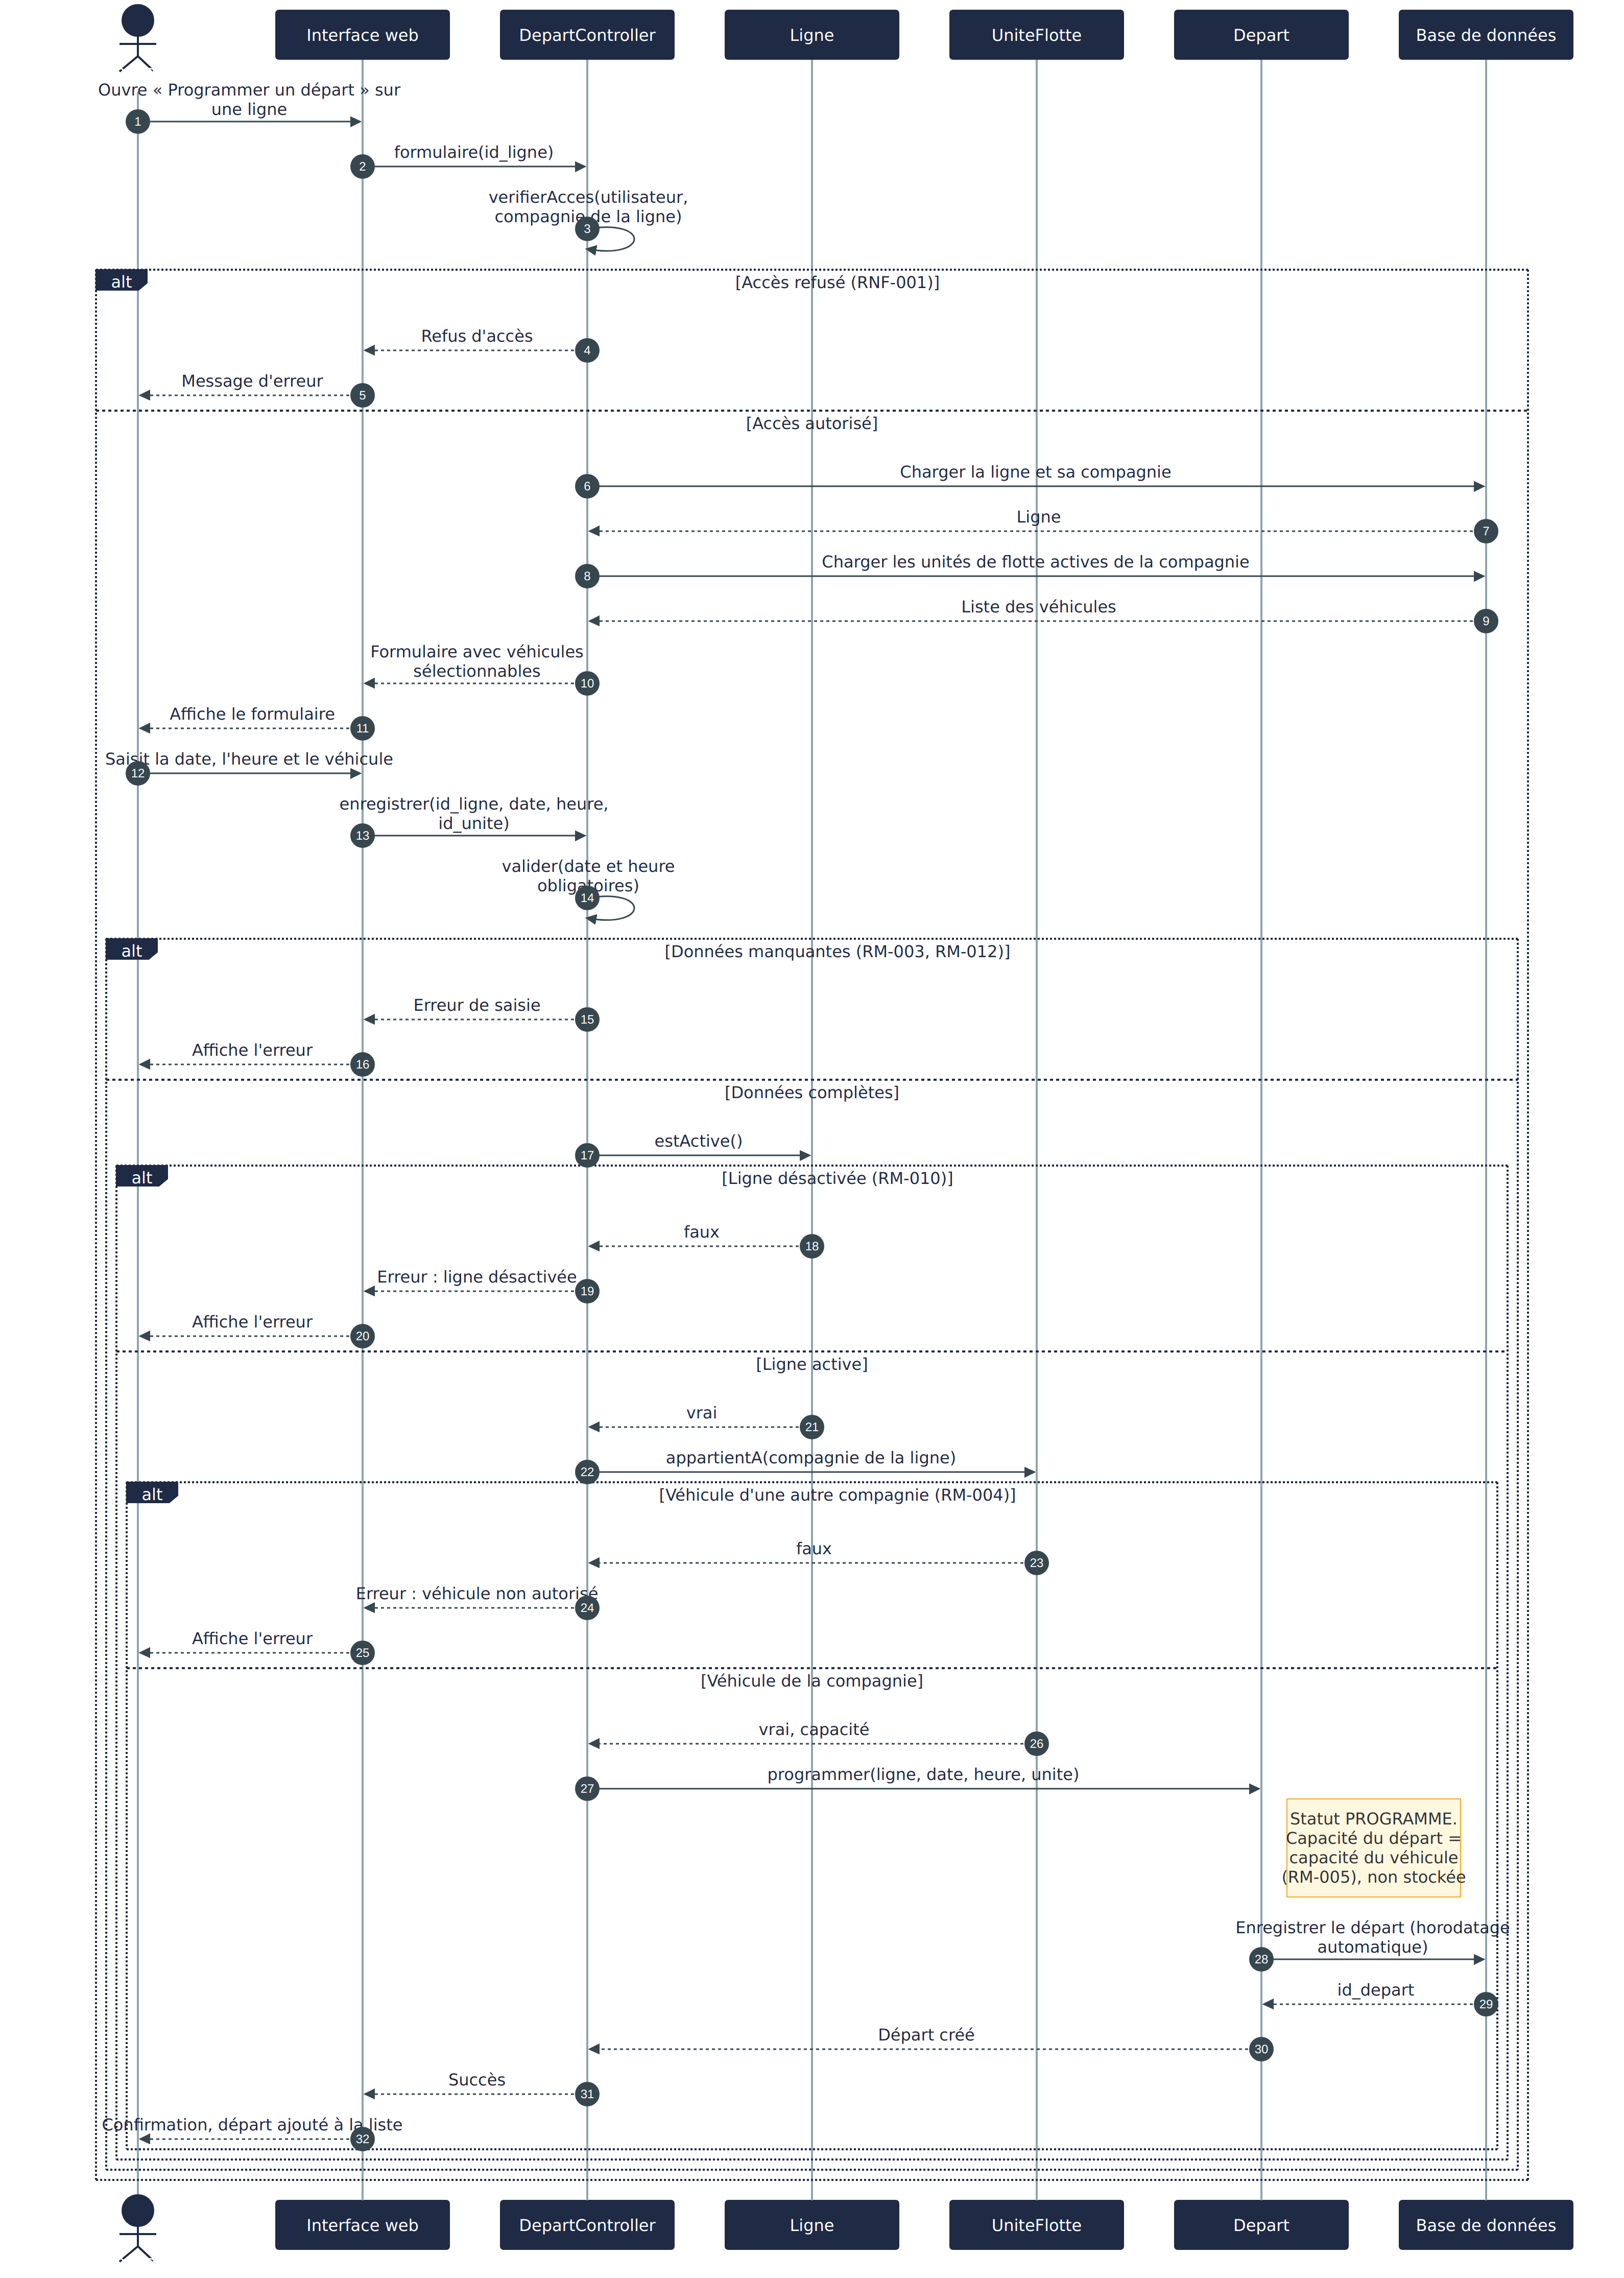 Interface web
DepartController
Ligne
UniteFlotte
Depart
Base de données
Ouvre « Programmer un départ » sur
une ligne
1
formulaire(id_ligne)
2
verifierAcces(utilisateur,
compagnie de la ligne)
3
alt
[Accès refusé (RNF-001)]
Refus d'accès
4
Message d'erreur
5
[Accès autorisé]
Charger la ligne et sa compagnie
6
Ligne
7
Charger les unités de flotte actives de la compagnie
8
Liste des véhicules
9
Formulaire avec véhicules
sélectionnables
10
Affiche le formulaire
11
Saisit la date, l'heure et le véhicule
12
enregistrer(id_ligne, date, heure,
id_unite)
13
valider(date et heure
obligatoires)
14
alt
[Données manquantes (RM-003, RM-012)]
Erreur de saisie
15
Affiche l'erreur
16
[Données complètes]
estActive()
17
alt
[Ligne désactivée (RM-010)]
faux
18
Erreur : ligne désactivée
19
Affiche l'erreur
20
[Ligne active]
vrai
21
appartientA(compagnie de la ligne)
22
alt
[Véhicule d'une autre compagnie (RM-004)]
faux
23
Erreur : véhicule non autorisé
24
Affiche l'erreur
25
[Véhicule de la compagnie]
vrai, capacité
26
programmer(ligne, date, heure, unite)
27
Statut PROGRAMME.
Capacité du départ =
capacité du véhicule
(RM-005), non stockée
Enregistrer le départ (horodatage
automatique)
28
id_depart
29
Départ créé
30
Succès
31
Confirmation, départ ajouté à la liste
32
Interface web
DepartController
Ligne
UniteFlotte
Depart
Base de données